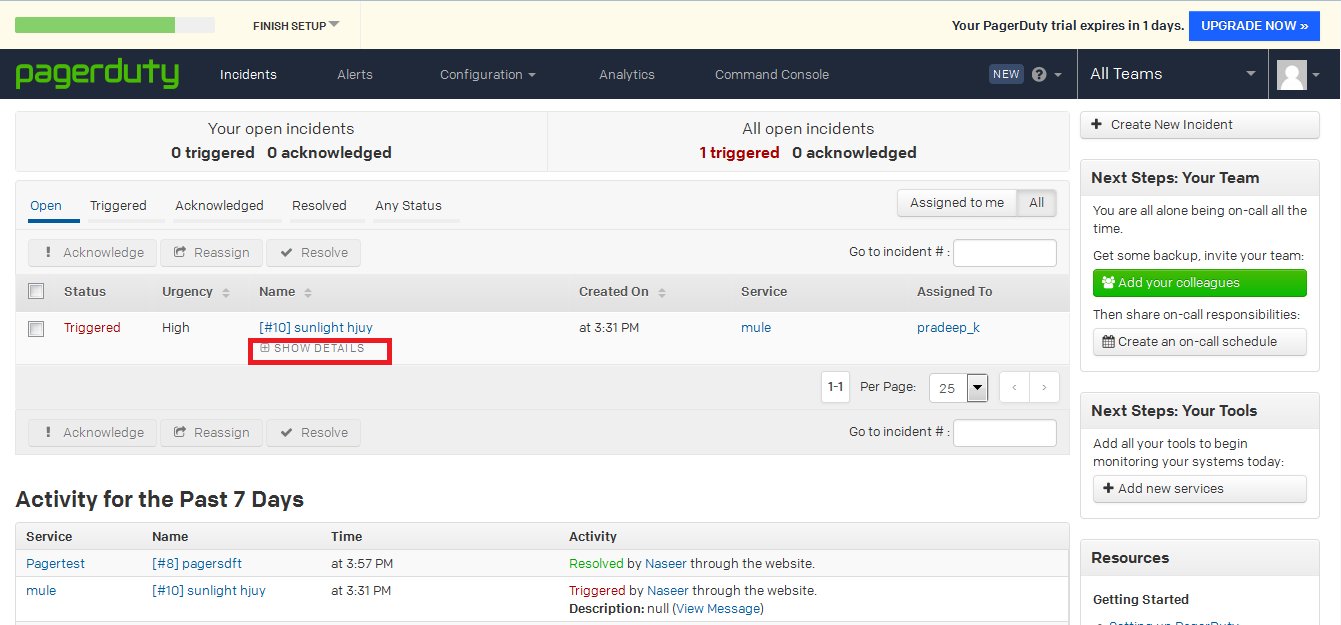 FINISH SETUP
Your PagerDuty trial expires in 1 days.
UPGRADE NOW »
pagerduty
Incidents
Alerts
Configuration
Analytics
Command Console
NEW
?
All Teams
Your open incidents
0 triggered 0 acknowledged
All open incidents
1 triggered 0 acknowledged
Open
Triggered
Acknowledged
Resolved
Any Status
Assigned to me
All
! Acknowledge
Reassign
Resolve
Go to incident # :
Status
Urgency
Name
Created On
Service
Assigned To
Triggered
High
[#10] sunlight hjuy
at 3:31 PM
mule
pradeep_k
SHOW DETAILS
1-1
Per Page:
25
‹
›
! Acknowledge
Reassign
Resolve
Go to incident # :
Activity for the Past 7 Days
Service
Name
Time
Activity
Pagertest
[#8] pagersdft
at 3:57 PM
Resolved by Naseer through the website.
mule
[#10] sunlight hjuy
at 3:31 PM
Triggered by Naseer through the website.
Description: null (View Message)
+ Create New Incident
Next Steps: Your Team
You are all alone being on-call all the
time.
Get some backup, invite your team:
Add your colleagues
Then share on-call responsibilities:
Create an on-call schedule
Next Steps: Your Tools
Add all your tools to begin
monitoring your systems today:
+ Add new services
Resources
Getting Started
Setting up PagerDuty